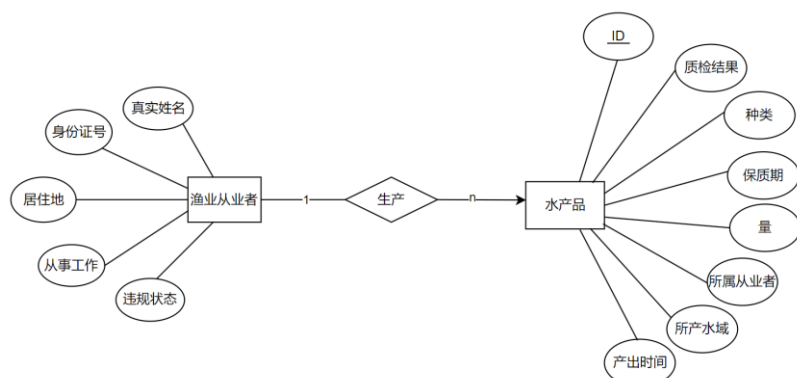 ID
质检结果
真实姓名
种类
身份证号
保质期
居住地
渔业从业者
1
生产
n
水产品
量
从事工作
所属从业者
违规状态
所产水域
产出时间